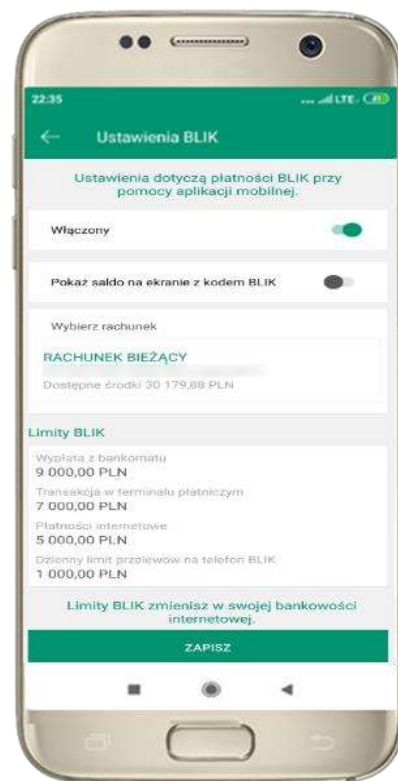 22:35
LTE
Ustawienia BLIK
Ustawienia dotyczą płatności BLIK przy
pomocy aplikacji mobilnej.
Włączony
Pokaż saldo na ekranie z kodem BLIK
Wybierz rachunek
RACHUNEK BIEŻĄCY
Dostępne środki 30 179,88 PLN
Limity BLIK
Wypłata z bankomatu
9 000,00 PLN
Transakcja w terminalu płatniczym
7 000,00 PLN
Płatności internetowe
5 000,00 PLN
Dzienny limit przelewów na telefon BLIK
1 000,00 PLN
Limity BLIK zmienisz w swojej bankowości
internetowej.
ZAPISZ